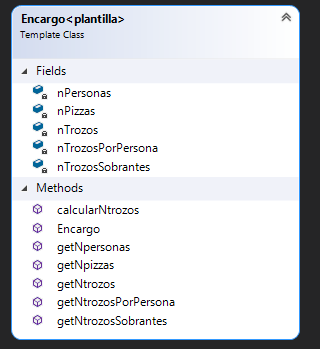 Encargo<plantilla>
Template Class
Fields
nPersonas
nPizzas
nTrozos
nTrozosPorPersona
nTrozosSobrantes
Methods
calcularNtrozos
Encargo
getNpersonas
getNpizzas
getNtrozos
getNtrozosPorPersona
getNtrozosSobrantes